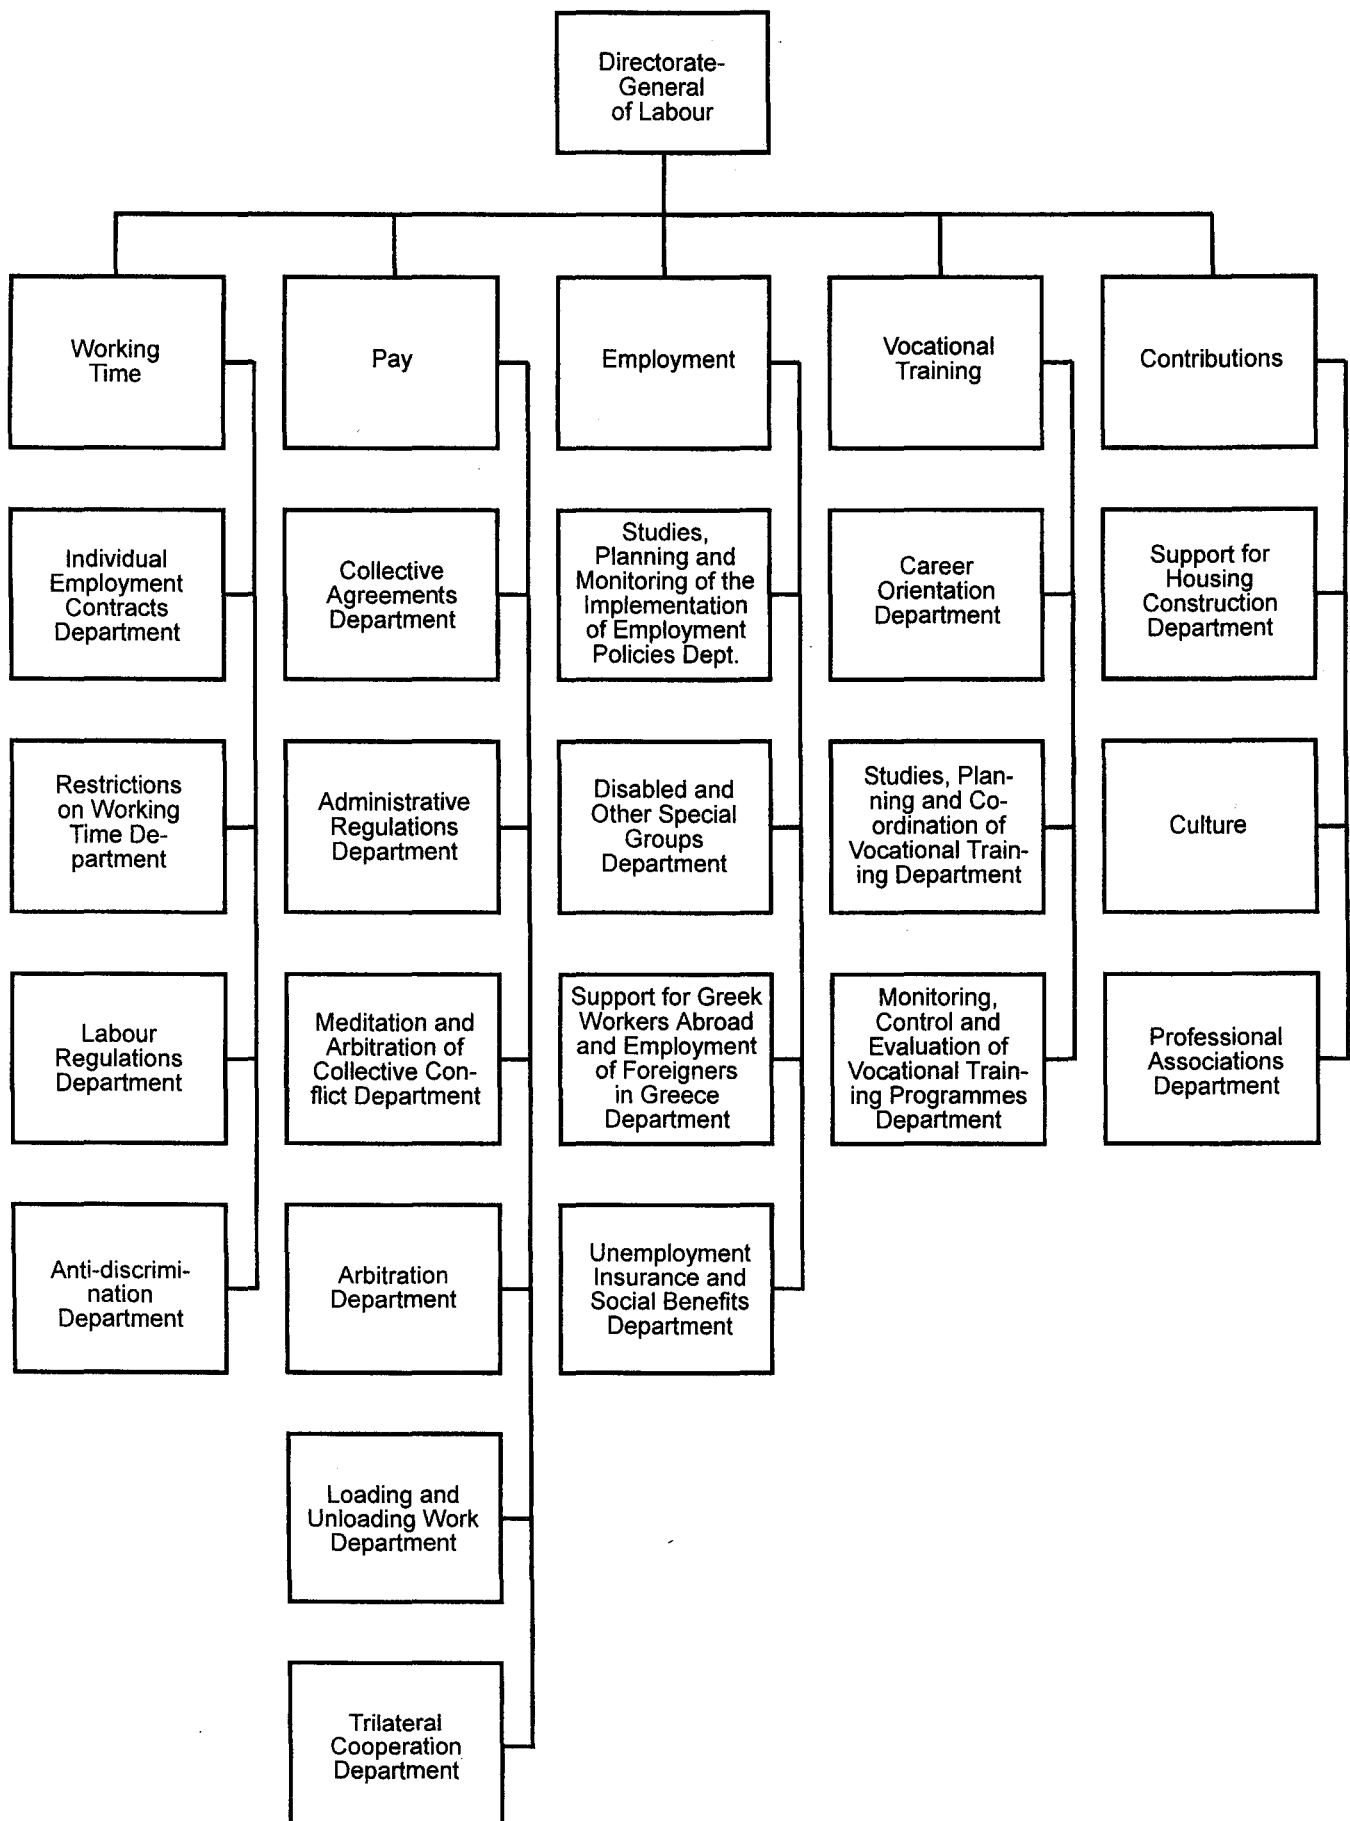 Directorate-
General
of Labour
Working
Time
Pay
Employment
Vocational
Training
Contributions
Individual
Employment
Contracts
Department
Collective
Agreements
Department
Studies,
Planning and
Monitoring of the
Implementation
of Employment
Policies Dept.
Career
Orientation
Department
Support for
Housing
Construction
Department
Restrictions
on Working
Time De-
partment
Administrative
Regulations
Department
Disabled and
Other Special
Groups
Department
Studies, Plan-
ning and Co-
ordination of
Vocational Train-
ing Department
Culture
Labour
Regulations
Department
Meditation and
Arbitration of
Collective Con-
flict Department
Support for Greek
Workers Abroad
and Employment
of Foreigners
in Greece
Department
Monitoring,
Control and
Evaluation of
Vocational Train-
ing Programmes
Department
Professional
Associations
Department
Anti-discrimi-
nation
Department
Arbitration
Department
Unemployment
Insurance and
Social Benefits
Department
Loading and
Unloading Work
Department
Trilateral
Cooperation
Department